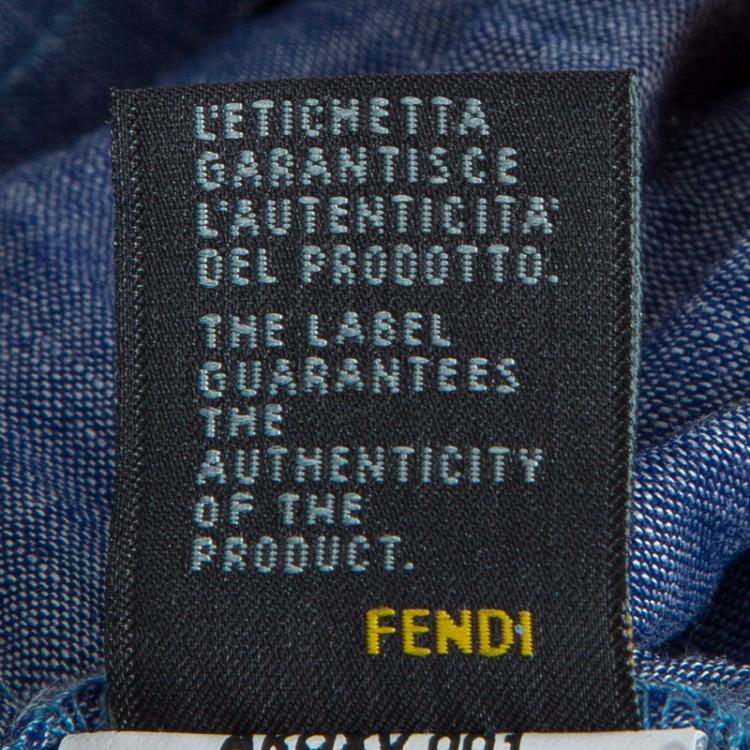 L'ETICHETTA
GARANTISCE
L'AUTENTICITA'
DEL PRODOTTO.
THE LABEL
GUARANTEES
THE
AUTHENTICITY
OF THE
PRODUCT.
FENDI